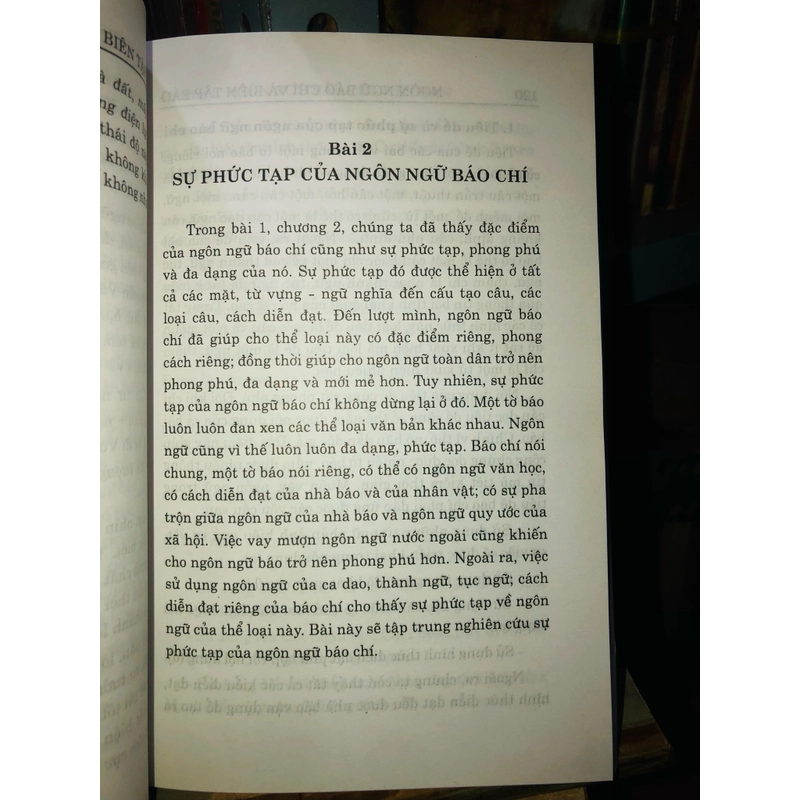 BIÊN TẬ
à đất, m
ng điện
thái độ n
không k
không nh
Bài 2
SỰ PHỨC TẠP CỦA NGÔN NGỮ BÁO CHÍ
Trong bài 1, chương 2, chúng ta đã thấy đặc điểm
của ngôn ngữ báo chí cũng như sự phức tạp, phong phú
và đa dạng của nó. Sự phức tạp đó được thể hiện ở tất
cả các mặt, từ vựng - ngữ nghĩa đến cấu tạo câu, các
loại câu, cách diễn đạt. Đến lượt mình, ngôn ngữ báo
chí đã giúp cho thể loại này có đặc điểm riêng, phong
cách riêng; đồng thời giúp cho ngôn ngữ toàn dân trở nên
phong phú, đa dạng và mới mẻ hơn. Tuy nhiên, sự phức
tạp của ngôn ngữ báo chí không dừng lại ở đó. Một tờ báo
luôn luôn đan xen các thể loại văn bản khác nhau. Ngôn
ngữ cũng vì thế luôn luôn đa dạng, phức tạp. Báo chí nói
chung, một tờ báo nói riêng, có thể có ngôn ngữ văn học,
có cách diễn đạt của nhà báo và của nhân vật; có sự pha
trộn giữa ngôn ngữ của nhà báo và ngôn ngữ quy ước của
xã hội. Việc vay mượn ngôn ngữ nước ngoài cũng khiến
cho ngôn ngữ báo trở nên phong phú hơn. Ngoài ra, việc
sử dụng ngôn ngữ của ca dao, thành ngữ, tục ngữ; cách
diễn đạt riêng của báo chí cho thấy sự phức tạp về ngôn
ngữ của thể loại này. Bài này sẽ tập trung nghiên cứu sự
phức tạp của ngôn ngữ báo chí.